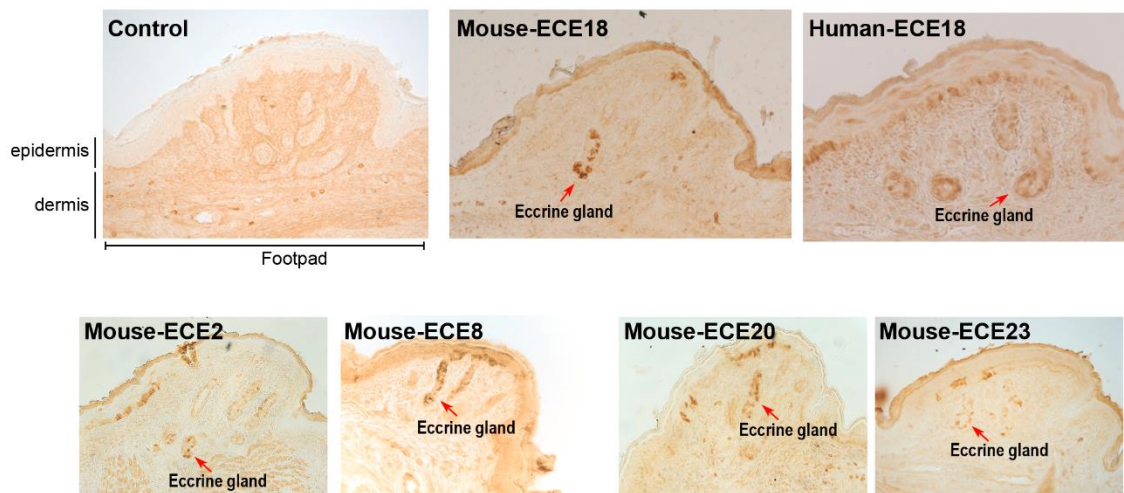 Control
Mouse-ECE18
Human-ECE18
epidermis
dermis
Eccrine gland
Eccrine gland
Footpad
Mouse-ECE2
Mouse-ECE8
Mouse-ECE20
Mouse-ECE23
Eccrine gland
Eccrine gland
Eccrine gland
Eccrine gland